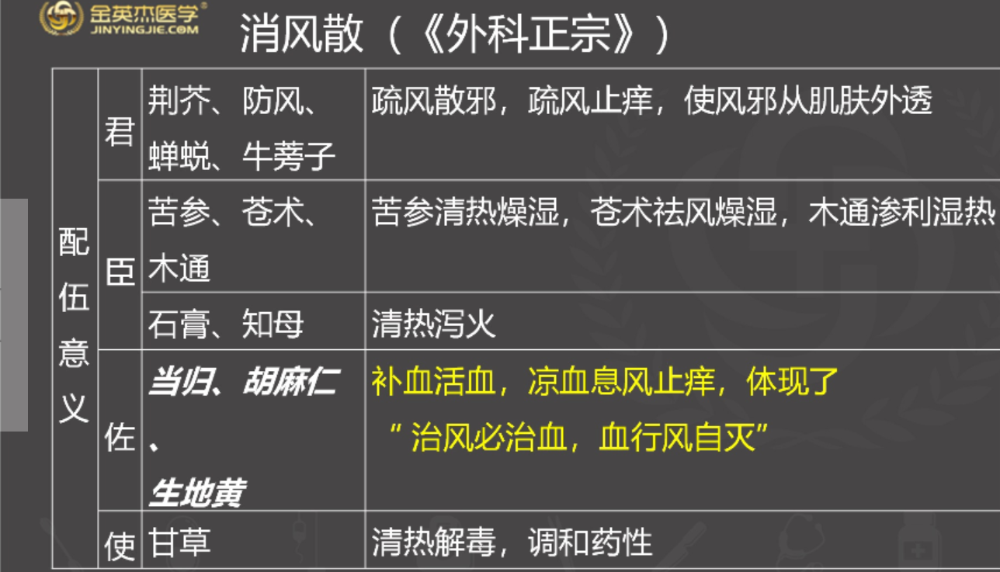 金英杰医学®
JINYINGJIE.COM
消风散（《外科正宗》）
配伍意义
君
荆芥、防风、
蝉蜕、牛蒡子
疏风散邪，疏风止痒，使风邪从肌肤外透
臣
苦参、苍术、
木通
苦参清热燥湿，苍术祛风燥湿，木通渗利湿热
石膏、知母
清热泻火
佐
当归、胡麻仁
、
生地黄
补血活血，凉血息风止痒，体现了
“治风必治血，血行风自灭”
使
甘草
清热解毒，调和药性